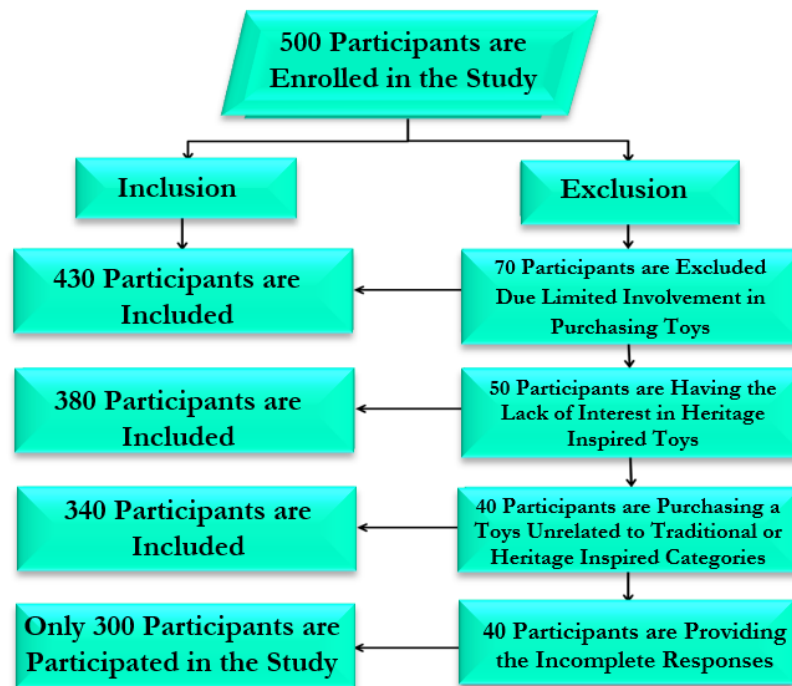 500 Participants are
Enrolled in the Study
Inclusion
Exclusion
430 Participants are
Included
70 Participants are Excluded
Due Limited Involvement in
Purchasing Toys
380 Participants are
Included
50 Participants are Having the
Lack of Interest in Heritage
Inspired Toys
340 Participants are
Included
40 Participants are Purchasing a
Toys Unrelated to Traditional or
Heritage Inspired Categories
Only 300 Participants are
Participated in the Study
40 Participants are Providing
the Incomplete Responses